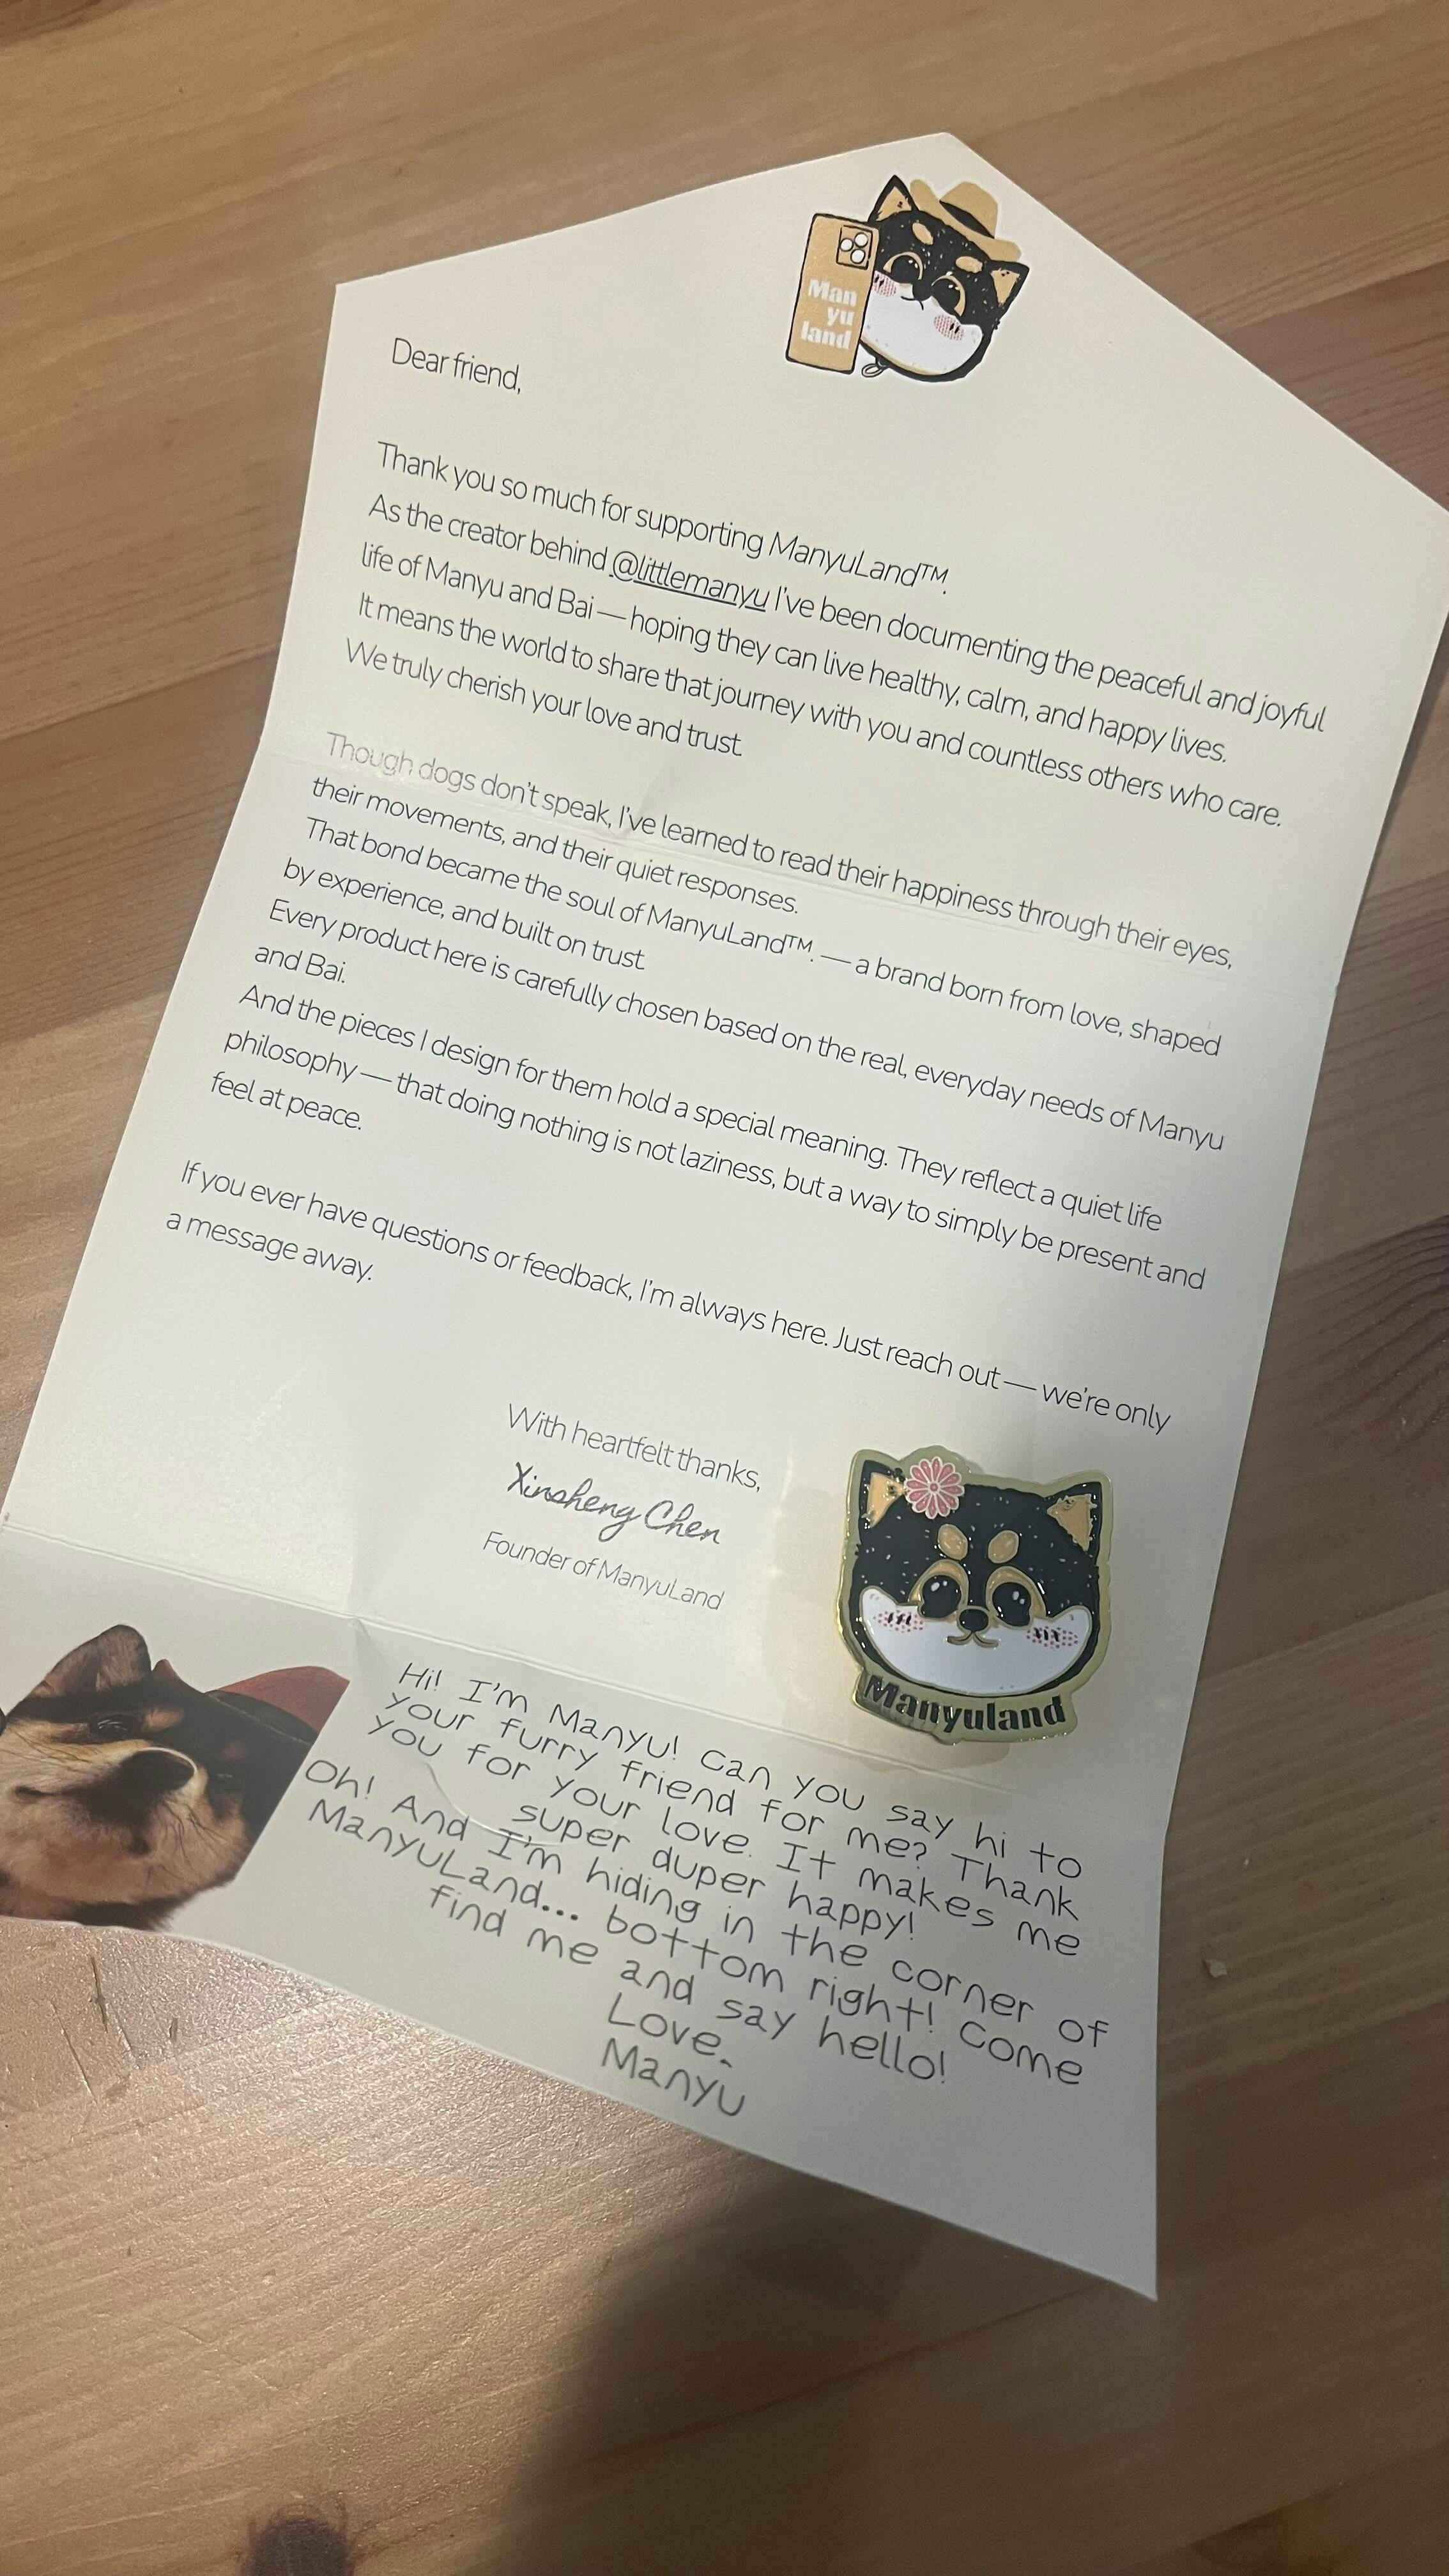 Man
yu
land
Dear friend,
Thank you so much for supporting ManyuLand™.
As the creator behind @littlemanyu I've been documenting the peaceful and joyful
life of Manyu and Bai — hoping they can live healthy, calm, and happy lives.
It means the world to share that journey with you and countless others who care.
We truly cherish your love and trust.
Though dogs don't speak, I've learned to read their happiness through their eyes,
their movements, and their quiet responses.
That bond became the soul of ManyuLand™. — a brand born from love, shaped
by experience, and built on trust.
Every product here is carefully chosen based on the real, everyday needs of Manyu
and Bai.
And the pieces I design for them hold a special meaning. They reflect a quiet life
philosophy — that doing nothing is not laziness, but a way to simply be present and
feel at peace.
If you ever have questions or feedback, I'm always here. Just reach out — we're only
a message away.
With heartfelt thanks,
Xinsheng Chen
Founder of ManyuLand
Manyuland
Hi! I'm Manyu! Can you say hi to
your furry friend for me? Thank
you for your love. It makes me
super duper happy!
Oh! And I'm hiding in the corner of
ManyuLand... bottom right! Come
find me and say hello!
Love,
Manyu